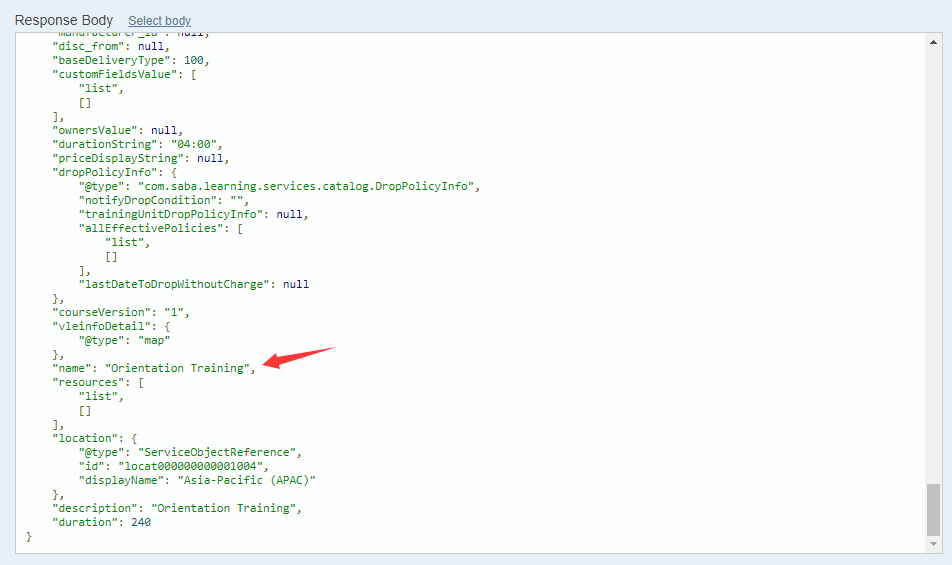 Response Body Select body
"manufacturer_id": null,
"disc_from": null,
"baseDeliveryType": 100,
"customFieldsValue": [
"list",
[]
],
"ownersValue": null,
"durationString": "04:00",
"priceDisplayString": null,
"dropPolicyInfo": {
"@type": "com.saba.learning.services.catalog.DropPolicyInfo",
"notifyDropCondition": "",
"trainingUnitDropPolicyInfo": null,
"allEffectivePolicies": [
"list",
[]
],
"lastDateToDropWithoutCharge": null
},
"courseVersion": "1",
"vleinfoDetail": {
"@type": "map"
},
"name": "Orientation Training",
"resources": [
"list",
[]
],
"location": {
"@type": "ServiceObjectReference",
"id": "locat000000000001004",
"displayName": "Asia-Pacific (APAC)"
},
"description": "Orientation Training",
"duration": 240
}